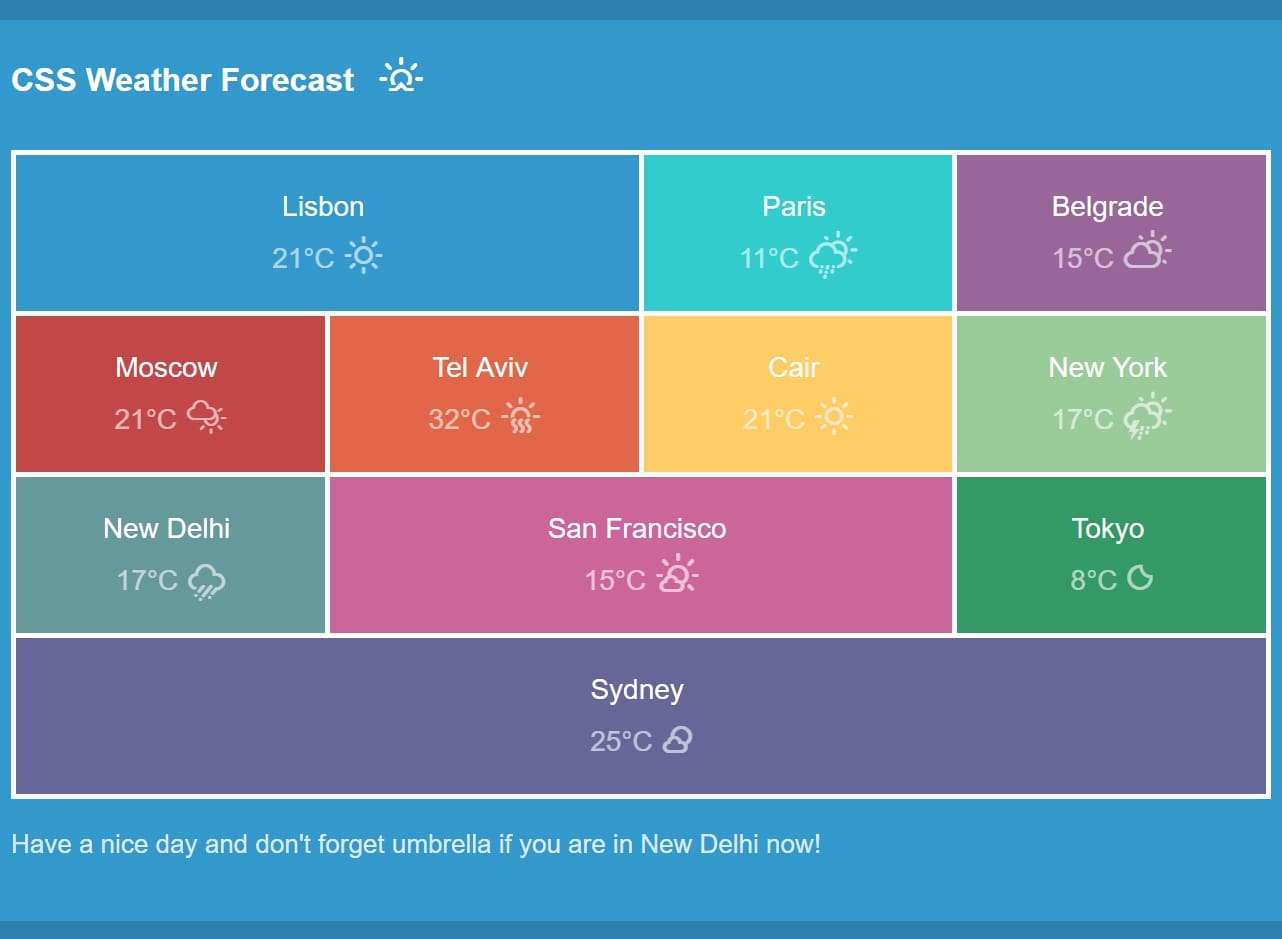 CSS Weather Forecast
Lisbon
21°C
Paris
11°C
Belgrade
15°C
Moscow
21°C
Tel Aviv
32°C
Cair
21°C
New York
17°C
New Delhi
17°C
San Francisco
15°C
Tokyo
8°C
Sydney
25°C
Have a nice day and don't forget umbrella if you are in New Delhi now!